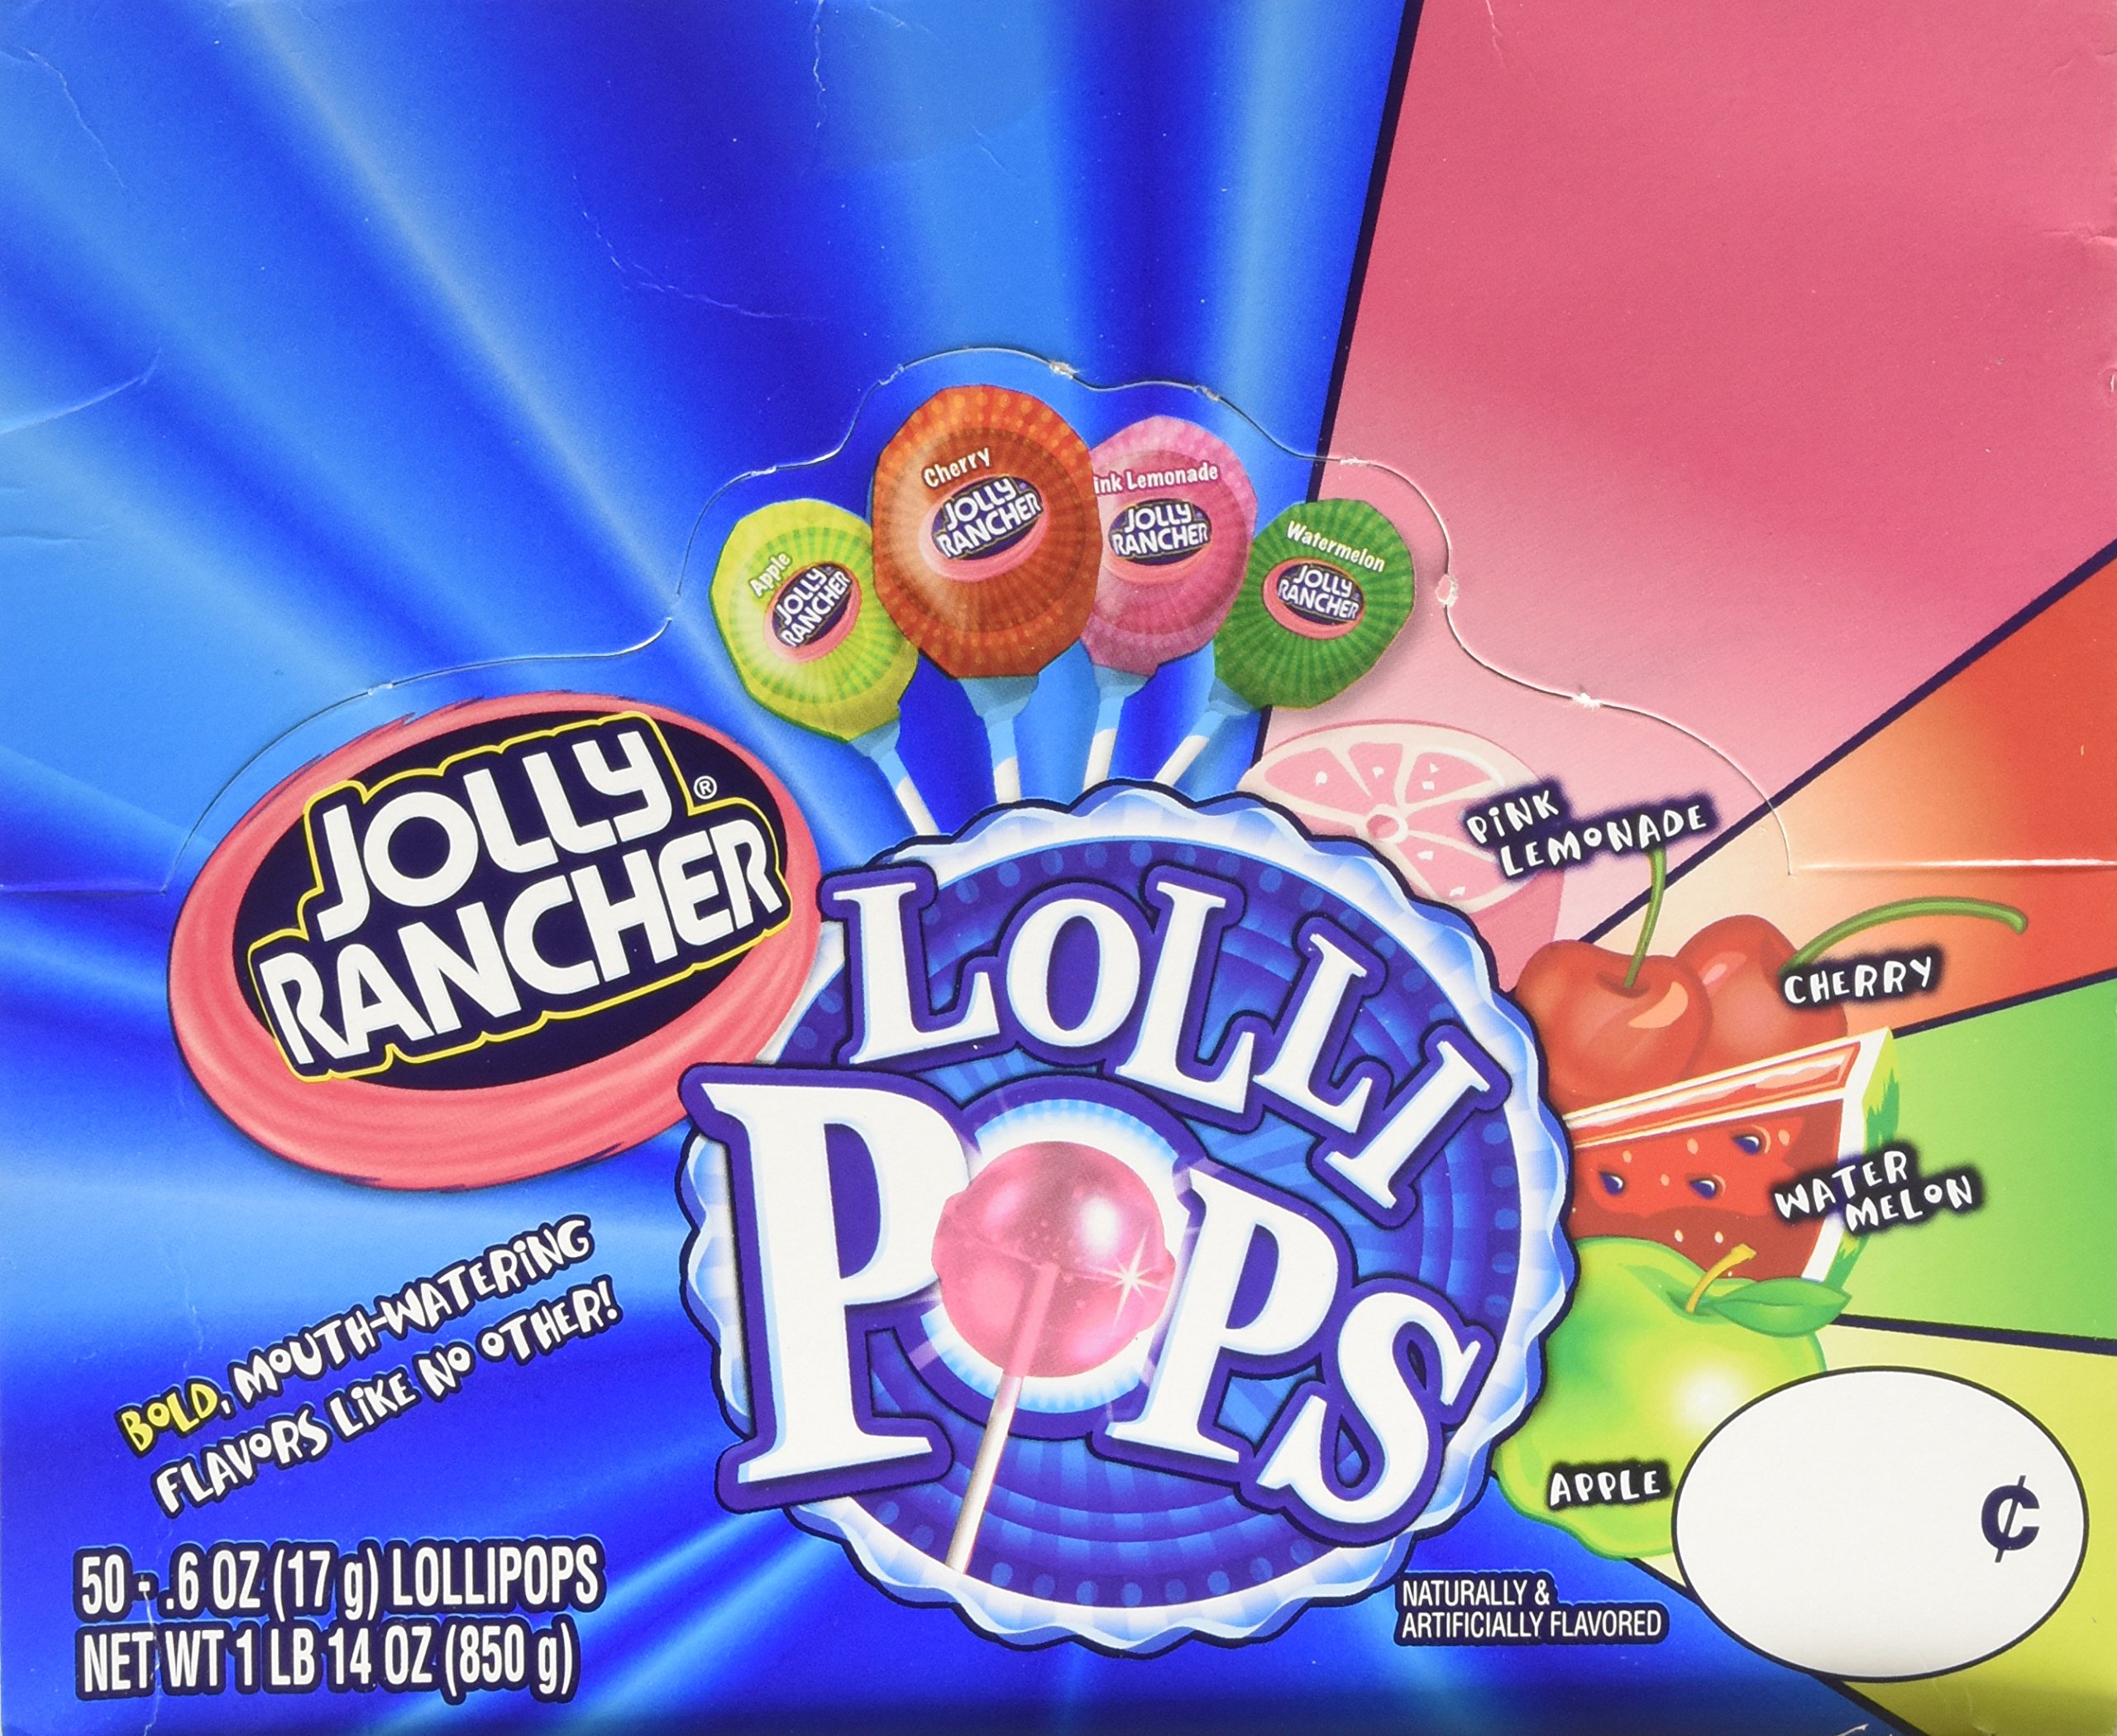 Cherry
JOLLY
RANCHER
ink Lemonade
JOLLY
RANCHER
Apple
JOLLY
RANCHER
Watermelon
JOLLY
RANCHER
JOLLY
RANCHER®
LOLLI
POPS
PINK
LEMONADE
CHERRY
WATER
MELON
APPLE
BOLD, MOUTH-WATERING
FLAVORS LIKE NO OTHER!
50 - .6 OZ (17 g) LOLLIPOPS
NET WT 1 LB 14 OZ (850 g)
NATURALLY &
ARTIFICIALLY FLAVORED
¢